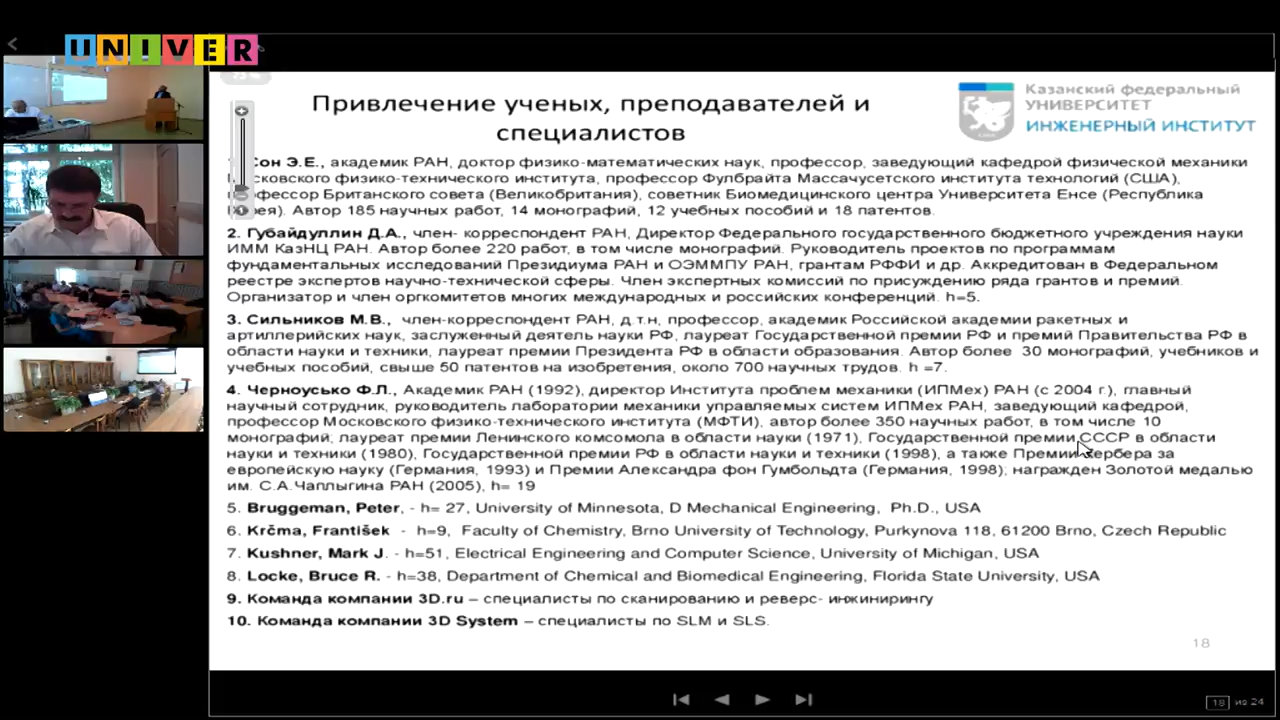 UNIVER
Привлечение ученых, преподавателей и
специалистов
Казанский федеральный
УНИВЕРСИТЕТ
ИНЖЕНЕРНЫЙ ИНСТИТУТ
Сон Э.Е., академик РАН, доктор физико-математических наук, профессор, заведующий кафедрой физической механики
Московского физико-технического института, профессор Фулбрайта Массачусетского института технологий (США),
профессор Британского совета (Великобритания), советник Биомедицинского центра Университета Енсе (Республика
Корея). Автор 185 научных работ, 14 монографий, 12 учебных пособий и 18 патентов.
2. Губайдуллин Д.А., член- корреспондент РАН, Директор Федерального государственного бюджетного учреждения науки
ИММ КазНЦ РАН. Автор более 220 работ, в том числе монографий. Руководитель проектов по программам
фундаментальных исследований Президиума РАН и ОЭММПУ РАН, грантам РФФИ и др. Аккредитован в Федеральном
реестре экспертов научно-технической сферы. Член экспертных комиссий по присуждению ряда грантов и премий.
Организатор и член оргкомитетов многих международных и российских конференций. h=5.
3. Сильников М.В., член-корреспондент РАН, д.т.н, профессор, академик Российской академии ракетных и
артиллерийских наук, заслуженный деятель науки РФ, лауреат Государственной премии РФ и премий Правительства РФ в
области науки и техники, лауреат премии Президента РФ в области образования. Автор более 30 монографий, учебников и
учебных пособий, свыше 50 патентов на изобретения, около 700 научных трудов. h =7.
4. Черноусько Ф.Л., Академик РАН (1992), директор Института проблем механики (ИПМех) РАН (с 2004 г.), главный
научный сотрудник, руководитель лаборатории механики управляемых систем ИПМех РАН, заведующий кафедрой,
профессор Московского физико-технического института (МФТИ), автор более 350 научных работ, в том числе 10
монографий; лауреат премии Ленинского комсомола в области науки (1971), Государственной премии СССР в области
науки и техники (1980), Государственной премии РФ в области науки и техники (1998), а также Премии Кербера за
европейскую науку (Германия, 1993) и Премии Александра фон Гумбольдта (Германия, 1998); награжден Золотой медалью
им. С.А.Чаплыгина РАН (2005), h= 19
5. Bruggeman, Peter, - h= 27, University of Minnesota, D Mechanical Engineering, Ph.D., USA
6. Krčma, František - h=9, Faculty of Chemistry, Brno University of Technology, Purkynova 118, 61200 Brno, Czech Republic
7. Kushner, Mark J. - h=51, Electrical Engineering and Computer Science, University of Michigan, USA
8. Locke, Bruce R. - h=38, Department of Chemical and Biomedical Engineering, Florida State University, USA
9. Команда компании 3D.ru – специалисты по сканированию и реверс- инжинирингу
10. Команда компании 3D System – специалисты по SLM и SLS.
18
18 из 24